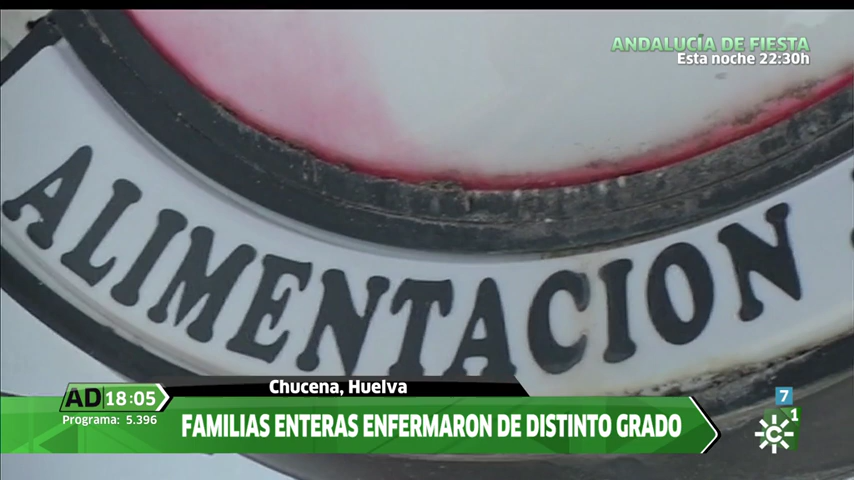 ANDALUCÍA DE FIESTA
Esta noche 22:30h
ALIMENTACION
Chucena, Huelva
AD 18:05
Programa: 5.396
FAMILIAS ENTERAS ENFERMARON DE DISTINTO GRADO
7
1